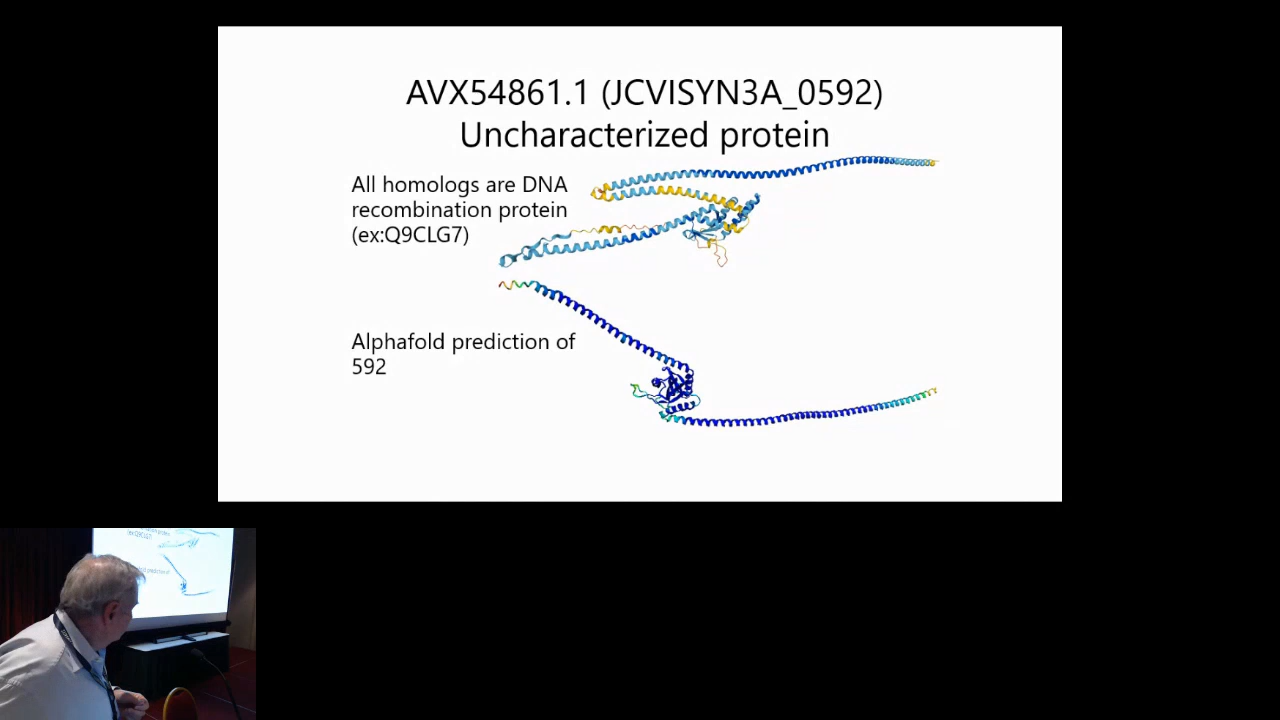 AVX54861.1 (JCVISYN3A_0592)
Uncharacterized protein
All homologs are DNA
recombination protein
(ex:Q9CLG7)
Alphafold prediction of
592